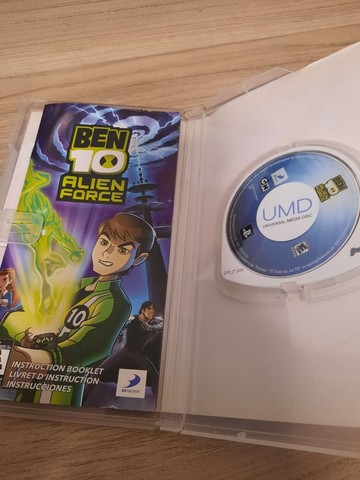 BEN
10
ALIEN
FORCE
10
INSTRUCTION BOOKLET
LIVRET D'INSTRUCTION
INSTRUCCIONES
UMD
UNIVERSAL MEDIA DISC
PSP